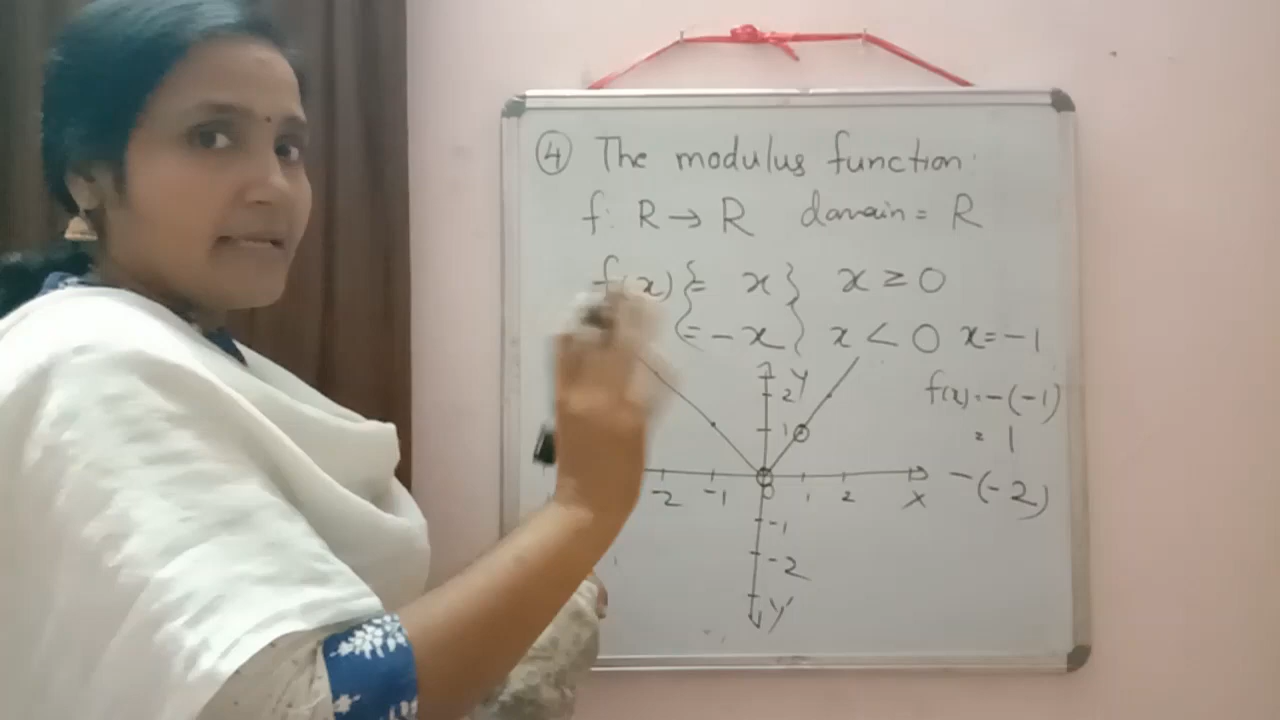 ④ The modulus function:
f: R → R domain = R
f(x) { = x } x ≥ 0
{ = -x } x < 0 x = -1
Y
2 f(x) = -(-1)
1 = 1
-2 -1 0 1 2 X -(-2)
-1
-2
Y'